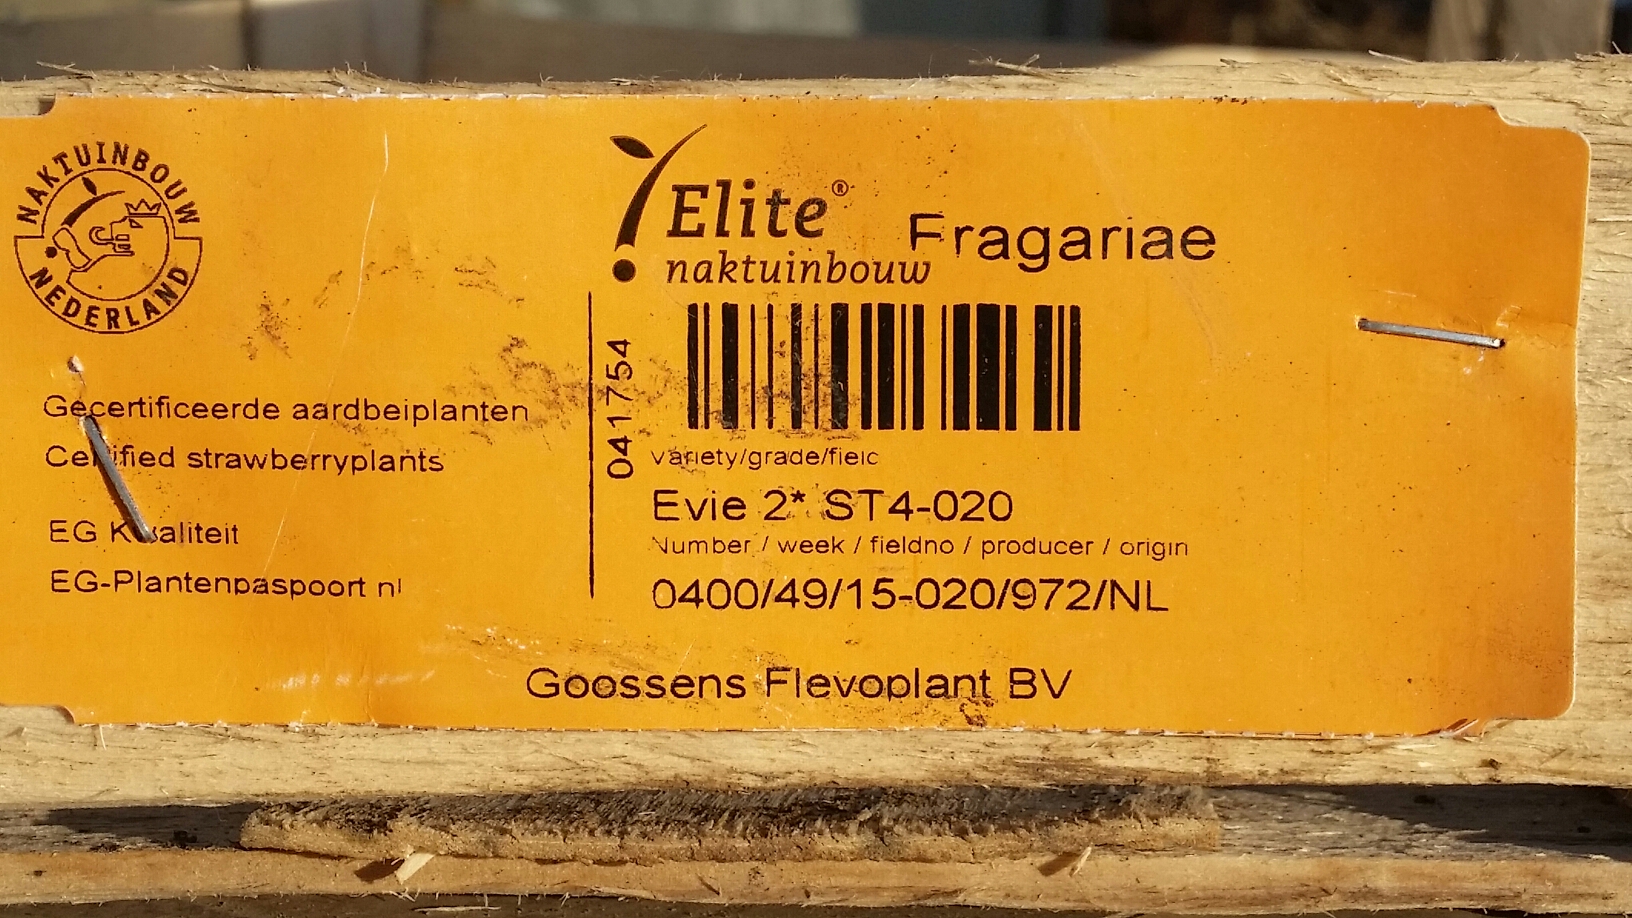 NAKTUINBOUW
NEDERLAND
Elite®
naktuinbouw
Fragariae
Gecertificeerde aardbeiplanten
Certified strawberryplants
EG Kwaliteit
EG-Plantenpaspoort nl
041754
variety/grade/field
Evie 2* ST4-020
Number / week / fieldno / producer / origin
0400/49/15-020/972/NL
Goossens Flevoplant BV